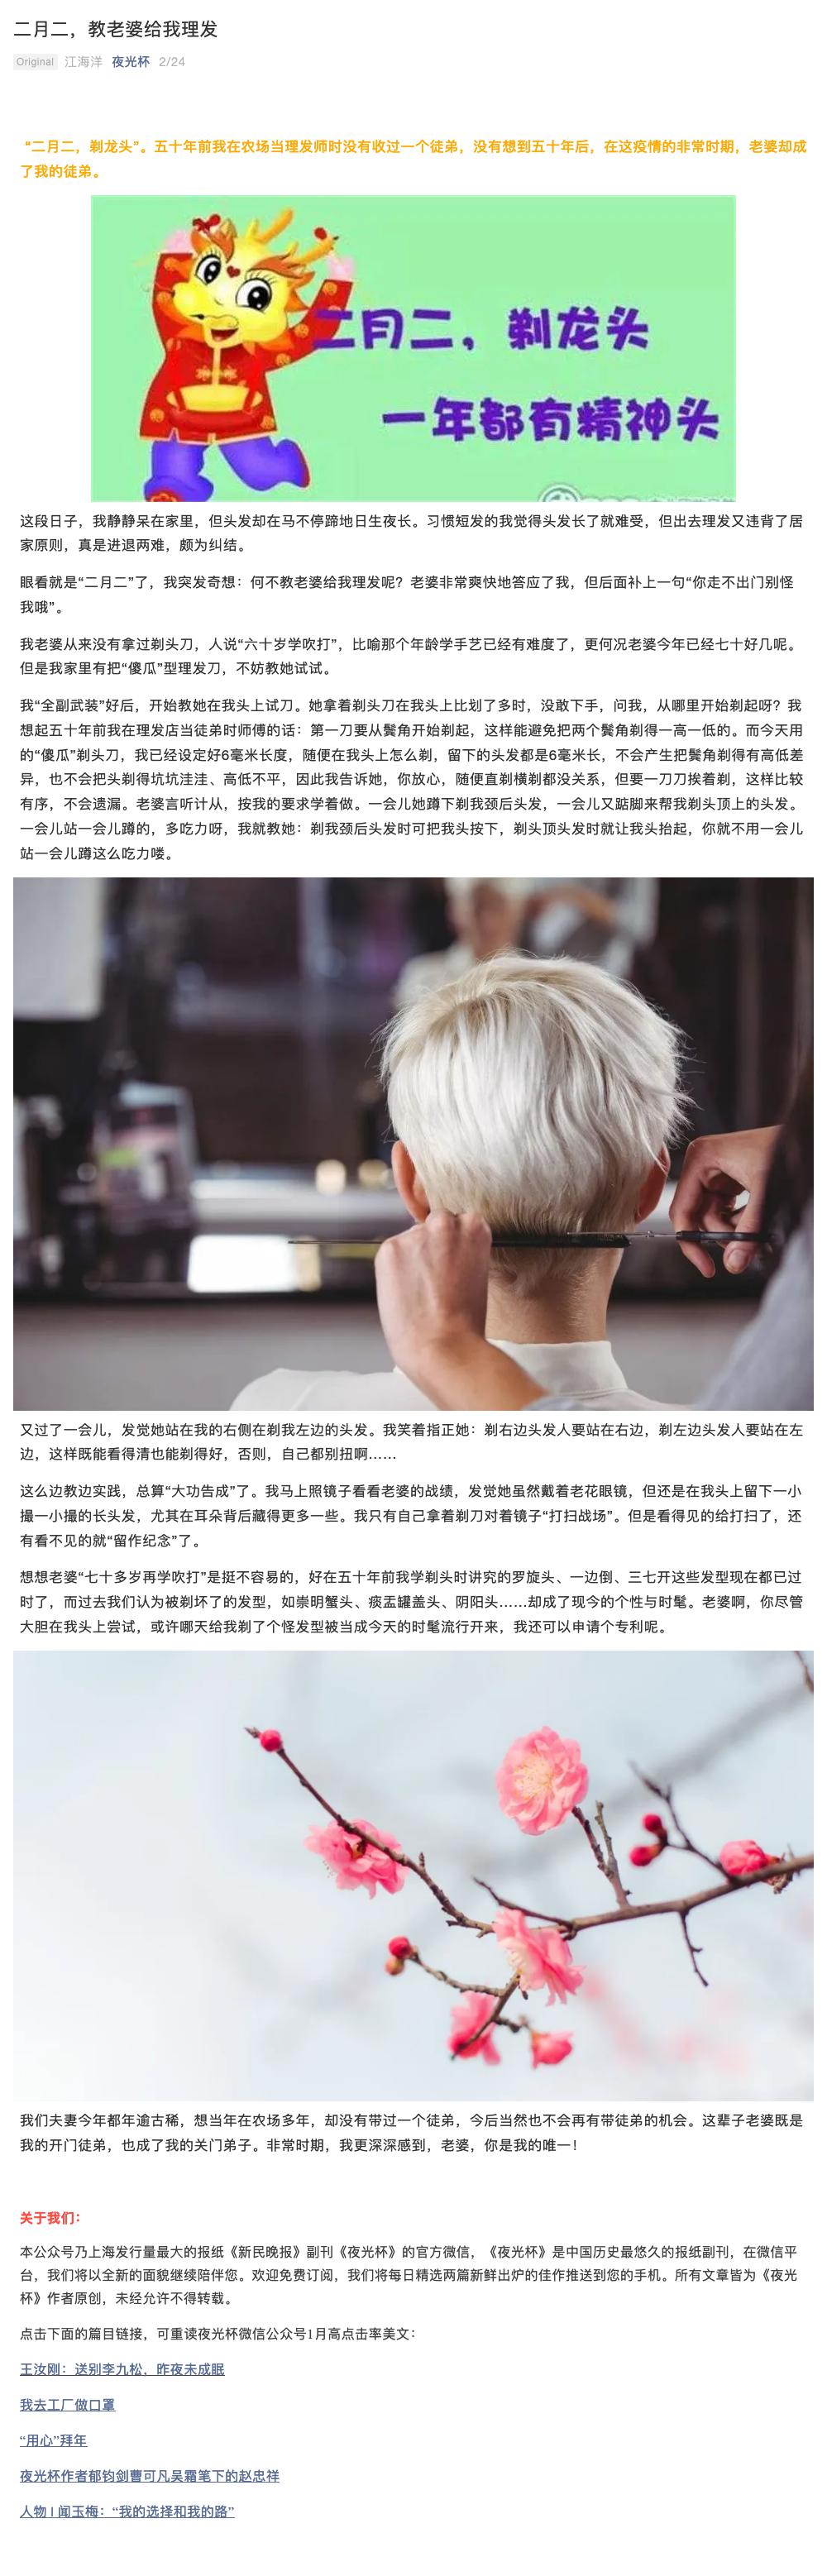 二月二，教老婆给我理发
Original 江海洋 夜光杯 2/24
“二月二，剃龙头”。五十年前我在农场当理发师时没有收过一个徒弟，没有想到五十年后，在这疫情的非常时期，老婆却成
了我的徒弟。
二月二，剃龙头
一年都有精神头
这段日子，我静静呆在家里，但头发却在马不停蹄地日生夜长。习惯短发的我觉得头发长了就难受，但出去理发又违背了居
家原则，真是进退两难，颇为纠结。
眼看就是“二月二”了，我突发奇想：何不教老婆给我理发呢？老婆非常爽快地答应了我，但后面补上一句“你走不出门别怪
我哦”。
我老婆从来没有拿过剃头刀，人说“六十岁学吹打”，比喻那个年龄学手艺已经有难度了，更何况老婆今年已经七十好几呢。
但是我家里有把“傻瓜”型理发刀，不妨教她试试。
我“全副武装”好后，开始教她在我头上试刀。她拿着剃头刀在我头上比划了多时，没敢下手，问我，从哪里开始剃起呀？我
想起五十年前我在理发店当徒弟时师傅的话：第一刀要从鬓角开始剃起，这样能避免把两个鬓角剃得一高一低的。而今天用
的“傻瓜”剃头刀，我已经设定好6毫米长度，随便在我头上怎么剃，留下的头发都是6毫米长，不会产生把鬓角剃得有高低差
异，也不会把头剃得坑坑洼洼、高低不平，因此我告诉她，你放心，随便直剃横剃都没关系，但要一刀刀挨着剃，这样比较
有序，不会遗漏。老婆言听计从，按我的要求学着做。一会儿她蹲下剃我颈后头发，一会儿又踮脚来帮我剃头顶上的头发。
一会儿站一会儿蹲的，多吃力呀，我就教她：剃我颈后头发时可把我头按下，剃头顶头发时就让我头抬起，你就不用一会儿
站一会儿蹲这么吃力喽。
又过了一会儿，发觉她站在我的右侧在剃我左边的头发。我笑着指正她：剃右边头发人要站在右边，剃左边头发人要站在左
边，这样既能看得清也能剃得好，否则，自己都别扭啊……
这么边教边实践，总算“大功告成”了。我马上照镜子看看老婆的战绩，发觉她虽然戴着老花眼镜，但还是在我头上留下一小
撮一小撮的长头发，尤其在耳朵背后藏得更多一些。我只有自己拿着剃刀对着镜子“打扫战场”。但是看得见的给打扫了，还
有看不见的就“留作纪念”了。
想想老婆“七十多岁再学吹打”是挺不容易的，好在五十年前我学剃头时讲究的罗旋头、一边倒、三七开这些发型现在都已过
时了，而过去我们认为被剃坏了的发型，如崇明蟹头、痰盂罐盖头、阴阳头……却成了现今的个性与时髦。老婆啊，你尽管
大胆在我头上尝试，或许哪天给我剃了个怪发型被当成今天的时髦流行开来，我还可以申请个专利呢。
我们夫妻今年都年逾古稀，想当年在农场多年，却没有带过一个徒弟，今后当然也不会再有带徒弟的机会。这辈子老婆既是
我的开门徒弟，也成了我的关门弟子。非常时期，我更深深感到，老婆，你是我的唯一！
关于我们：
本公众号乃上海发行量最大的报纸《新民晚报》副刊《夜光杯》的官方微信，《夜光杯》是中国历史最悠久的报纸副刊，在微信平
台，我们将以全新的面貌继续陪伴您。欢迎免费订阅，我们将每日精选两篇新鲜出炉的佳作推送到您的手机。所有文章皆为《夜光
杯》作者原创，未经允许不得转载。
点击下面的篇目链接，可重读夜光杯微信公众号1月高点击率美文：
王汝刚：送别李九松，昨夜未成眠
我去工厂做口罩
“用心”拜年
夜光杯作者郁钧剑曹可凡吴霜笔下的赵忠祥
人物 | 闻玉梅：“我的选择和我的路”